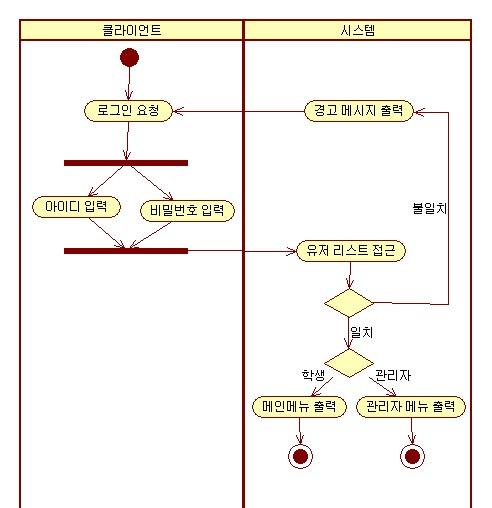 클라이언트
시스템
로그인 요청
경고 메시지 출력
아이디 입력
비밀번호 입력
불일치
유저 리스트 접근
일치
학생
관리자
메인메뉴 출력
관리자 메뉴 출력